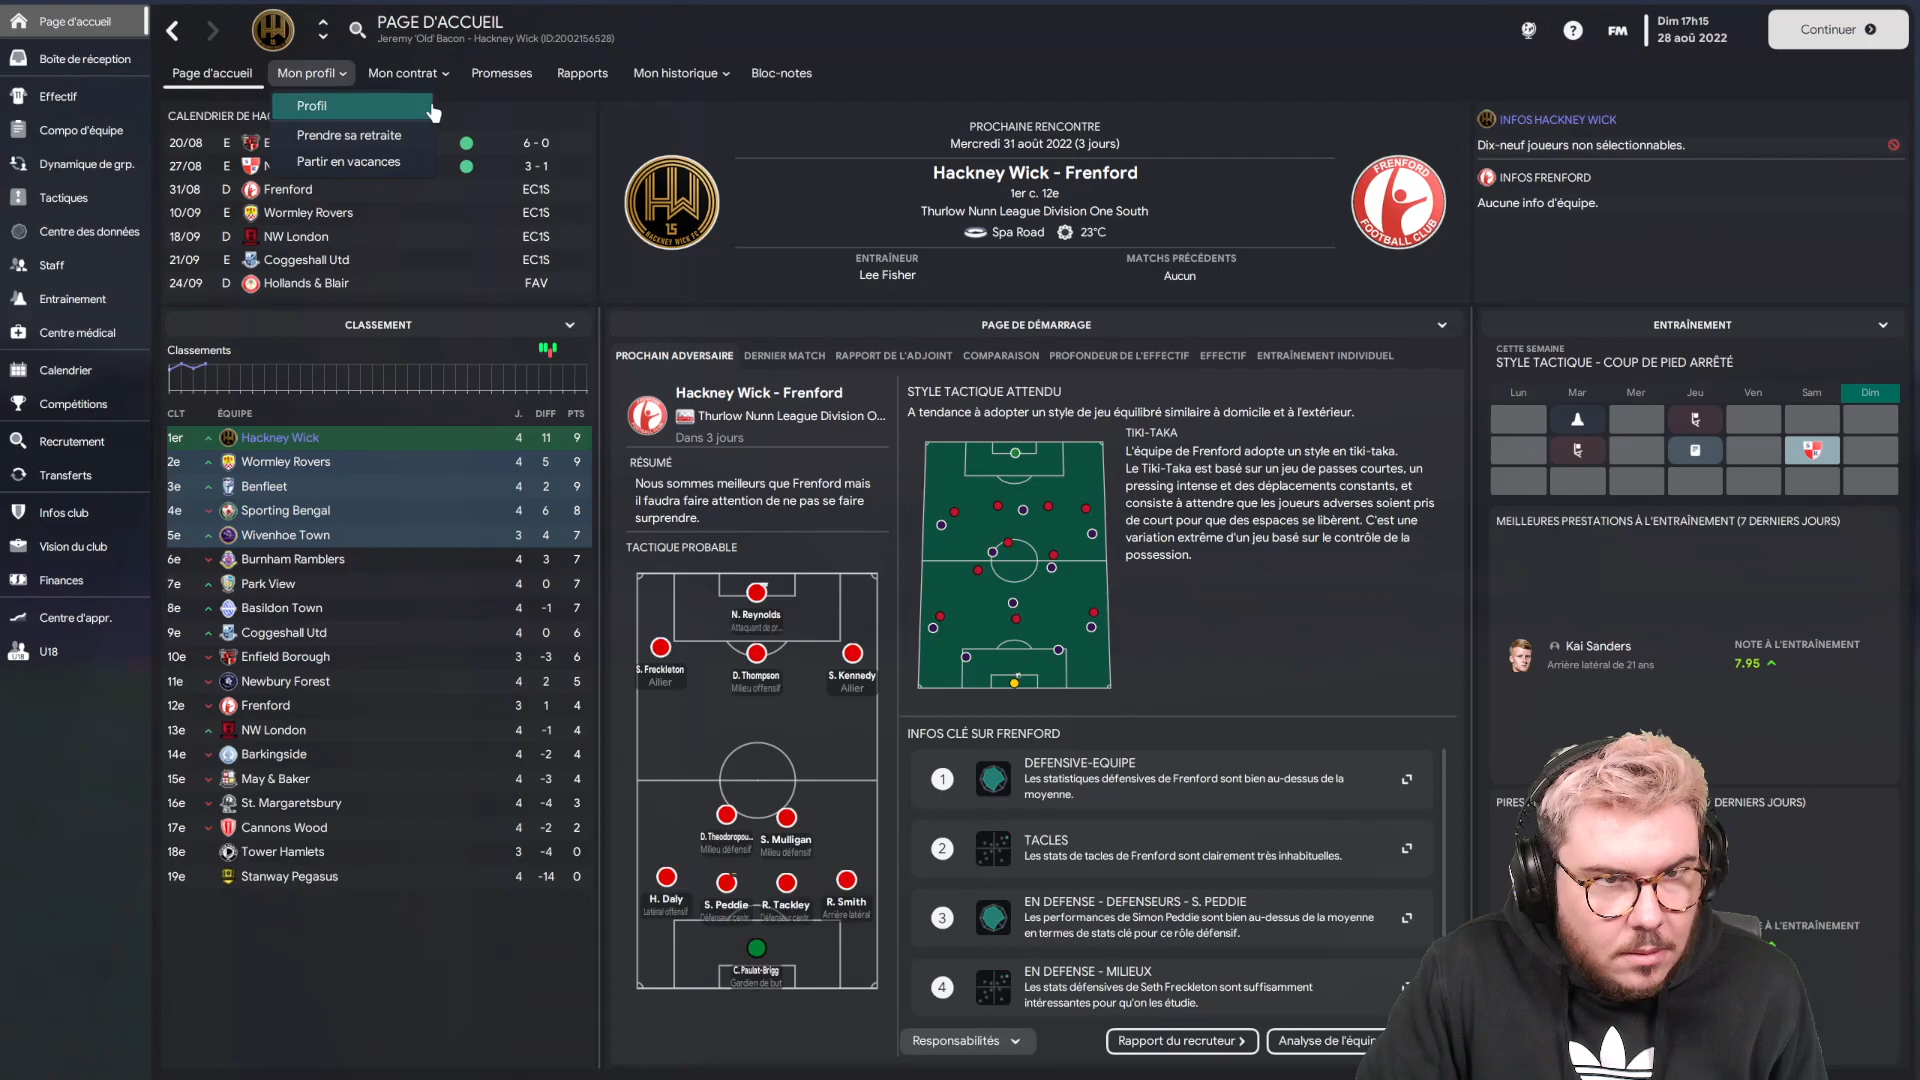 Page d'accueil
Boîte de réception
Effectif
Compo d'équipe
Dynamique de grp.
Tactiques
Centre des données
Staff
Entraînement
Centre médical
Calendrier
Compétitions
Recrutement
Transferts
Infos club
Vision du club
Finances
Centre d'appr.
U18
PAGE D'ACCUEIL
Jeremy 'Old' Bacon - Hackney Wick (ID:2002156528)
FM
Dim 17h15
28 aoû 2022
Continuer
Page d'accueil
Mon profil
Mon contrat
Promesses
Rapports
Mon historique
Bloc-notes
Profil
Prendre sa retraite
Partir en vacances
CALENDRIER DE HAC
20/08 E 6 - 0
27/08 E 3 - 1
31/08 D Frenford EC1S
10/09 E Wormley Rovers EC1S
18/09 D NW London EC1S
21/09 E Coggeshall Utd EC1S
24/09 D Hollands & Blair FAV
PROCHAINE RENCONTRE
Mercredi 31 août 2022 (3 jours)
Hackney Wick - Frenford
1er c. 12e
Thurlow Nunn League Division One South
Spa Road 23°C
ENTRAÎNEUR
Lee Fisher
MATCHS PRÉCÉDENTS
Aucun
INFOS HACKNEY WICK
Dix-neuf joueurs non sélectionnables.
INFOS FRENFORD
Aucune info d'équipe.
CLASSEMENT
Classements
CLT ÉQUIPE J. DIFF PTS
1er Hackney Wick 4 11 9
2e Wormley Rovers 4 5 9
3e Benfleet 4 2 9
4e Sporting Bengal 4 6 8
5e Wivenhoe Town 3 4 7
6e Burnham Ramblers 4 3 7
7e Park View 4 0 7
8e Basildon Town 4 -1 7
9e Coggeshall Utd 4 0 6
10e Enfield Borough 3 -3 6
11e Newbury Forest 4 2 5
12e Frenford 3 1 4
13e NW London 4 -1 4
14e Barkingside 4 -2 4
15e May & Baker 4 -3 4
16e St. Margaretsbury 4 -4 3
17e Cannons Wood 4 -2 2
18e Tower Hamlets 3 -4 0
19e Stanway Pegasus 4 -14 0
PAGE DE DÉMARRAGE
PROCHAIN ADVERSAIRE
DERNIER MATCH
RAPPORT DE L'ADJOINT
COMPARAISON
PROFONDEUR DE L'EFFECTIF
EFFECTIF
ENTRAÎNEMENT INDIVIDUEL
Hackney Wick - Frenford
Thurlow Nunn League Division O...
Dans 3 jours
RÉSUMÉ
Nous sommes meilleurs que Frenford mais
il faudra faire attention de ne pas se faire
surprendre.
TACTIQUE PROBABLE
N. Reynolds
Attaquant de pr...
S. Freckleton
Ailier
D. Thompson
Milieu offensif
S. Kennedy
Ailier
D. Theodoropou...
Milieu défensif
S. Mulligan
Milieu défensif
H. Daly
Latéral offensif
S. Peddie
Défenseur centr...
R. Tackley
Défenseur centr...
R. Smith
Arrière latéral
C. Paulat-Brigg
Gardien de but
STYLE TACTIQUE ATTENDU
A tendance à adopter un style de jeu équilibré similaire à domicile et à l'extérieur.
TIKI-TAKA
L'équipe de Frenford adopte un style en tiki-taka.
Le Tiki-Taka est basé sur un jeu de passes courtes, un
pressing intense et des déplacements constants, et
consiste à attendre que les joueurs adverses soient pris
de court pour que des espaces se libèrent. C'est une
variation extrême d'un jeu basé sur le contrôle de la
possession.
INFOS CLÉ SUR FRENFORD
1
DEFENSIVE-EQUIPE
Les statistiques défensives de Frenford sont bien au-dessus de la
moyenne.
2
TACLES
Les stats de tacles de Frenford sont clairement très inhabituelles.
3
EN DEFENSE - DEFENSEURS - S. PEDDIE
Les performances de Simon Peddie sont bien au-dessus de la moyenne
en termes de stats clé pour ce rôle défensif.
4
EN DEFENSE - MILIEUX
Les stats défensives de Seth Freckleton sont suffisamment
intéressantes pour qu'on les étudie.
Responsabilités
Rapport du recruteur
Analyse de l'équip
ENTRAÎNEMENT
CETTE SEMAINE
STYLE TACTIQUE - COUP DE PIED ARRÊTÉ
Lun Mar Mer Jeu Ven Sam Dim
MEILLEURES PRESTATIONS À L'ENTRAÎNEMENT (7 DERNIERS JOURS)
Kai Sanders
Arrière latéral de 21 ans
NOTE À L'ENTRAÎNEMENT
7.95
PIRES
DERNIERS JOURS)
À L'ENTRAÎNEMENT